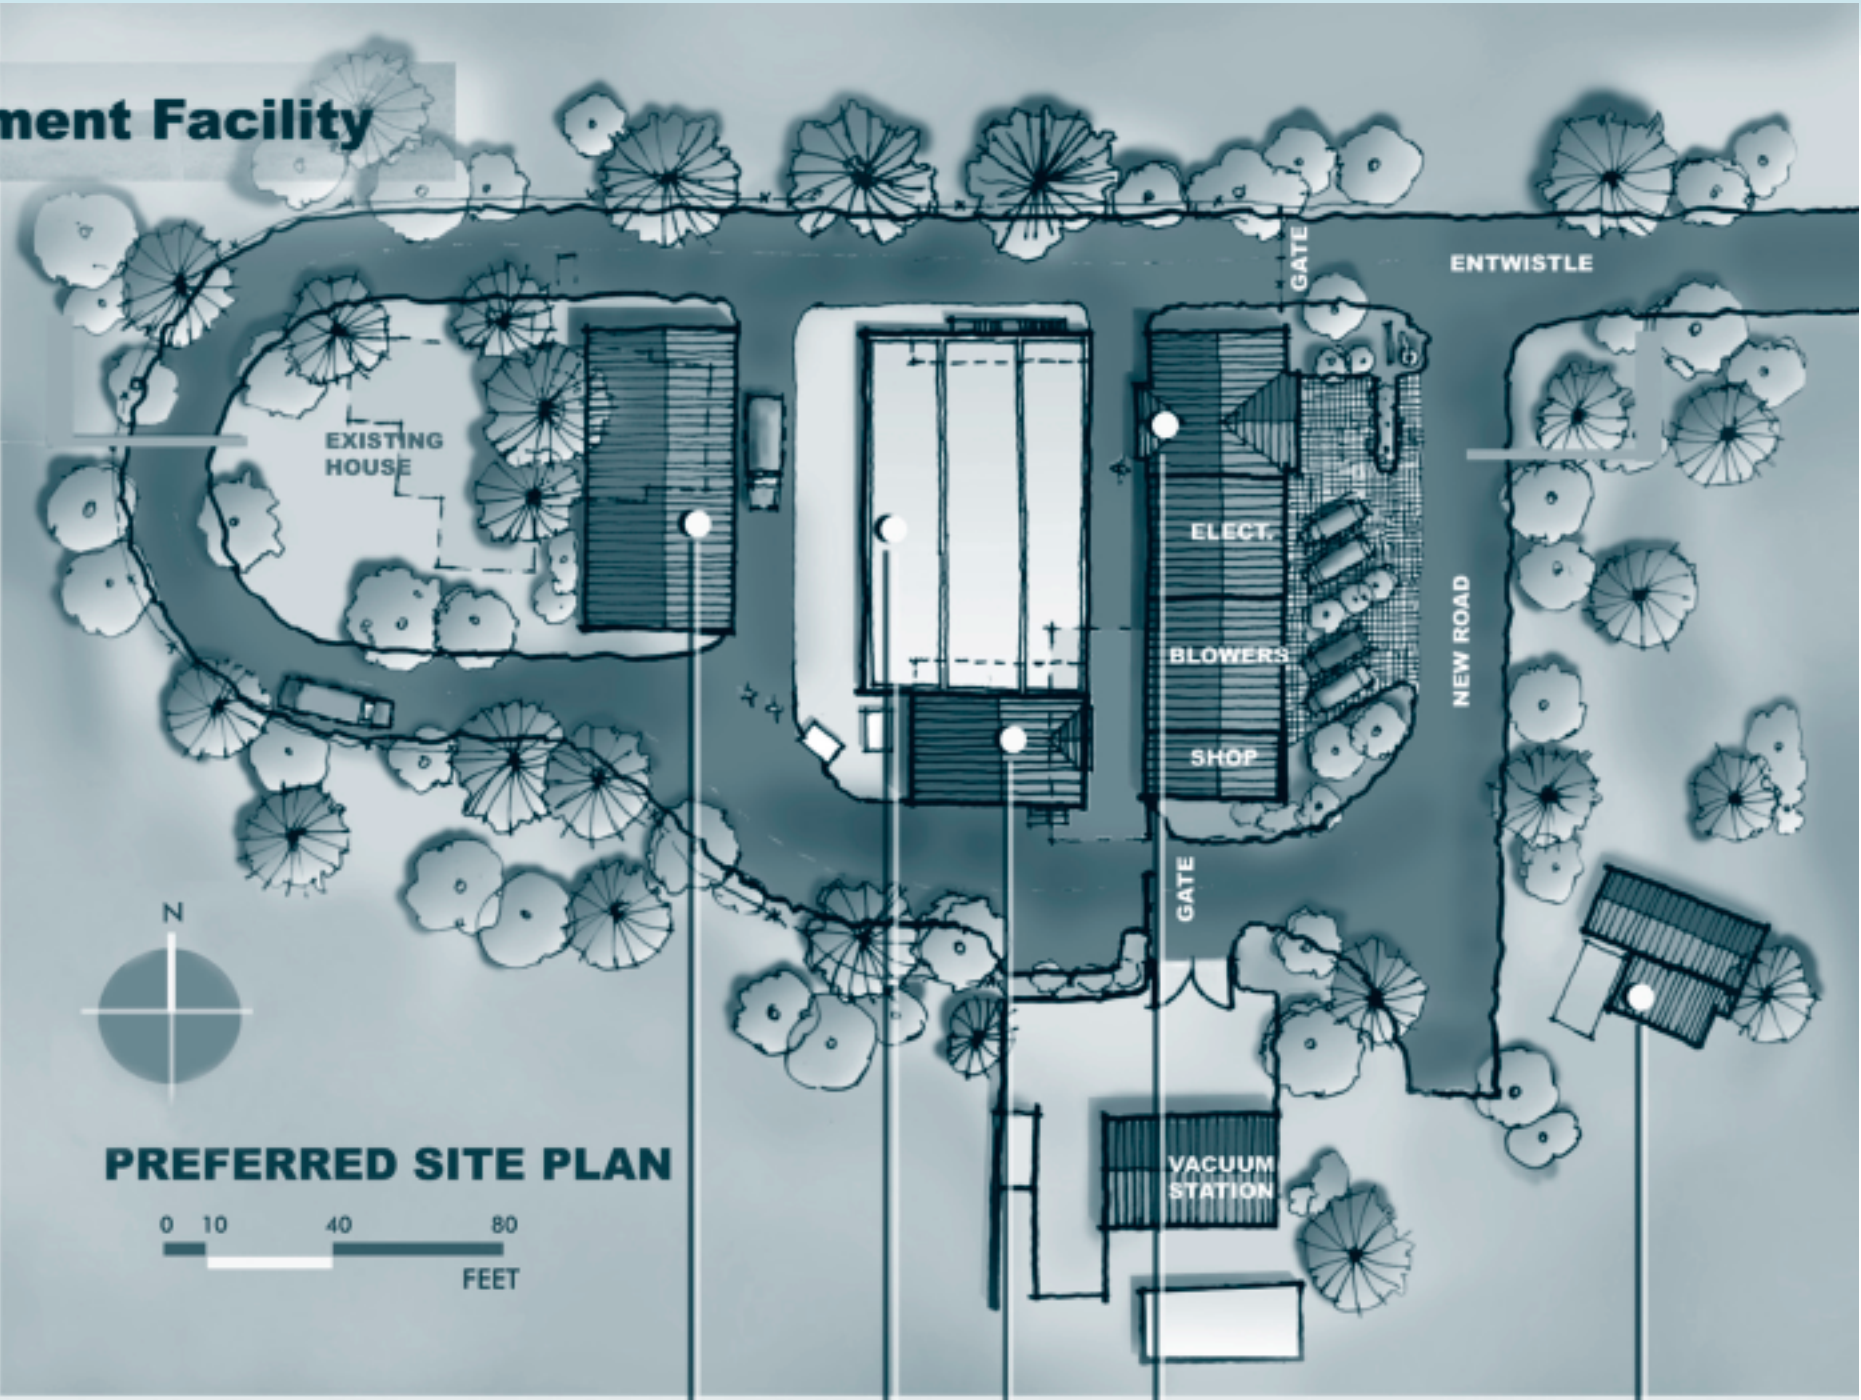 ment Facility
GATE
ENTWISTLE
EXISTING
HOUSE
ELECT.
NEW ROAD
BLOWERS
SHOP
GATE
N
PREFERRED SITE PLAN
0 10 40 80
FEET
VACUUM
STATION